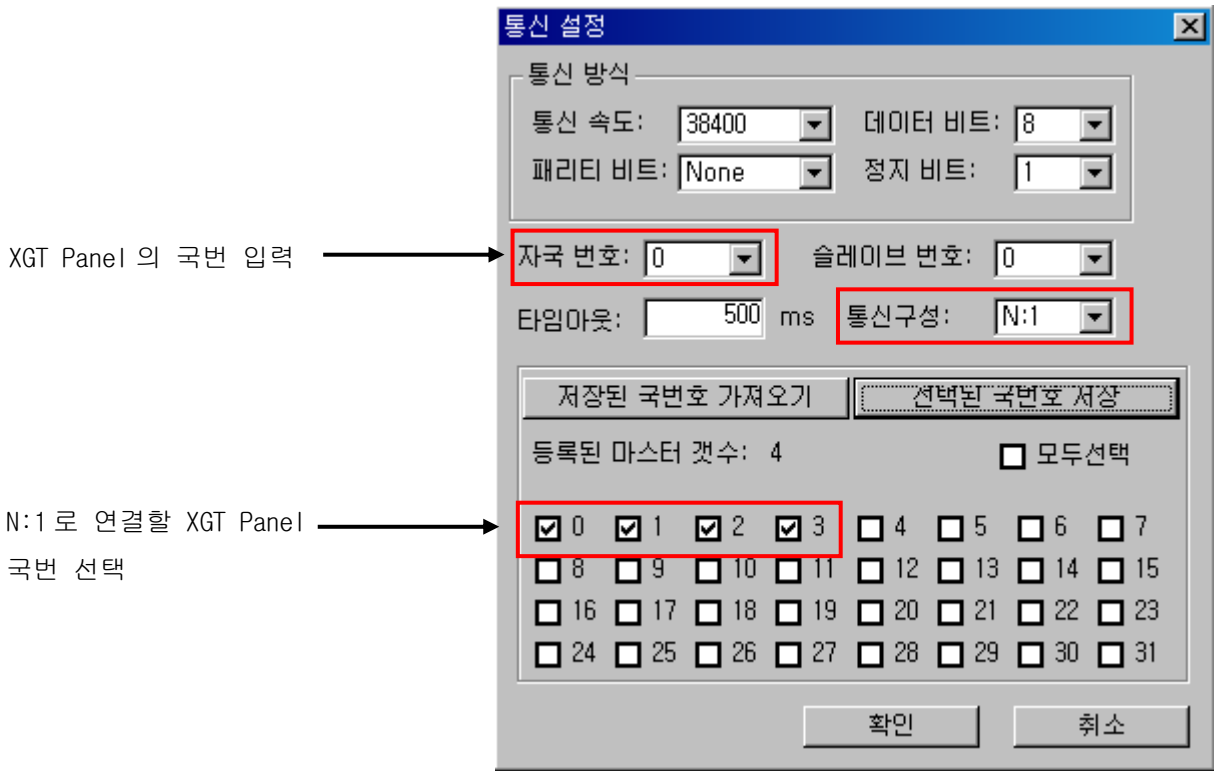 통신 설정
통신 방식
통신 속도: 38400 데이터 비트: 8
패리티 비트: None 정지 비트: 1
XGT Panel 의 국번 입력
자국 번호: 0 슬레이브 번호: 0
타임아웃: 500 ms 통신구성: N:1
저장된 국번호 가져오기 선택된 국번호 저장
등록된 마스터 갯수: 4 모두선택
N:1 로 연결할 XGT Panel
국번 선택
0 1 2 3 4 5 6 7
8 9 10 11 12 13 14 15
16 17 18 19 20 21 22 23
24 25 26 27 28 29 30 31
확인 취소